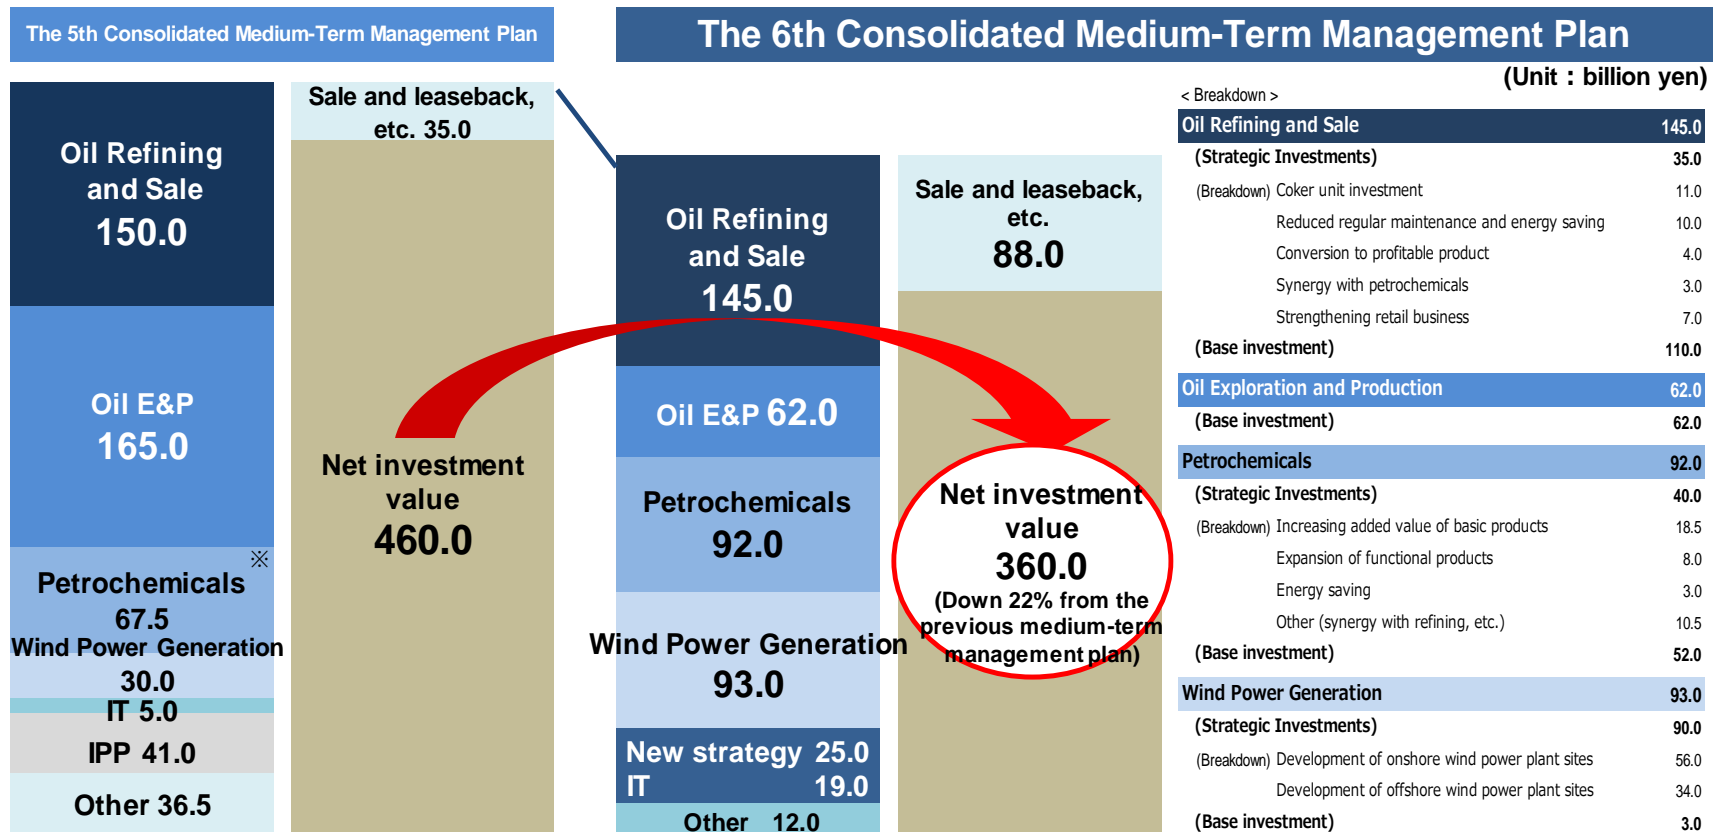 The 5th Consolidated Medium-Term Management Plan
Oil Refining
and Sale
150.0
Oil E&P
165.0
※
Petrochemicals
67.5
Wind Power Generation
30.0
IT 5.0
IPP 41.0
Other 36.5
Sale and leaseback,
etc. 35.0
Net investment
value
460.0
The 6th Consolidated Medium-Term Management Plan
(Unit : billion yen)
Oil Refining
and Sale
145.0
Oil E&P 62.0
Petrochemicals
92.0
Wind Power Generation
93.0
New strategy 25.0
IT 19.0
Other 12.0
Sale and leaseback,
etc.
88.0
Net investment
value
360.0
(Down 22% from the
previous medium-term
management plan)
< Breakdown >
Oil Refining and Sale 145.0
(Strategic Investments) 35.0
(Breakdown) Coker unit investment 11.0
Reduced regular maintenance and energy saving 10.0
Conversion to profitable product 4.0
Synergy with petrochemicals 3.0
Strengthening retail business 7.0
(Base investment) 110.0
Oil Exploration and Production 62.0
(Base investment) 62.0
Petrochemicals 92.0
(Strategic Investments) 40.0
(Breakdown) Increasing added value of basic products 18.5
Expansion of functional products 8.0
Energy saving 3.0
Other (synergy with refining, etc.) 10.5
(Base investment) 52.0
Wind Power Generation 93.0
(Strategic Investments) 90.0
(Breakdown) Development of onshore wind power plant sites 56.0
Development of offshore wind power plant sites 34.0
(Base investment) 3.0